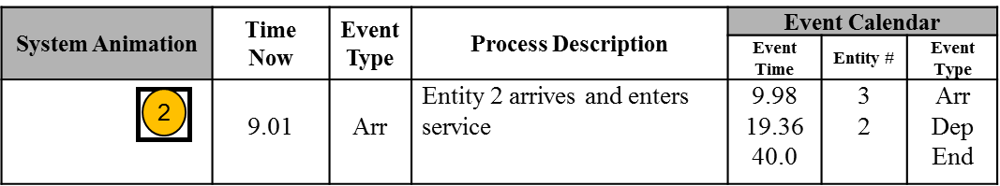 System Animation
Time Now
Event Type
Process Description
Event Calendar
Event Time
Entity #
Event Type
2
9.01
Arr
Entity 2 arrives and enters
service
9.98 3 Arr
19.36 2 Dep
40.0 End